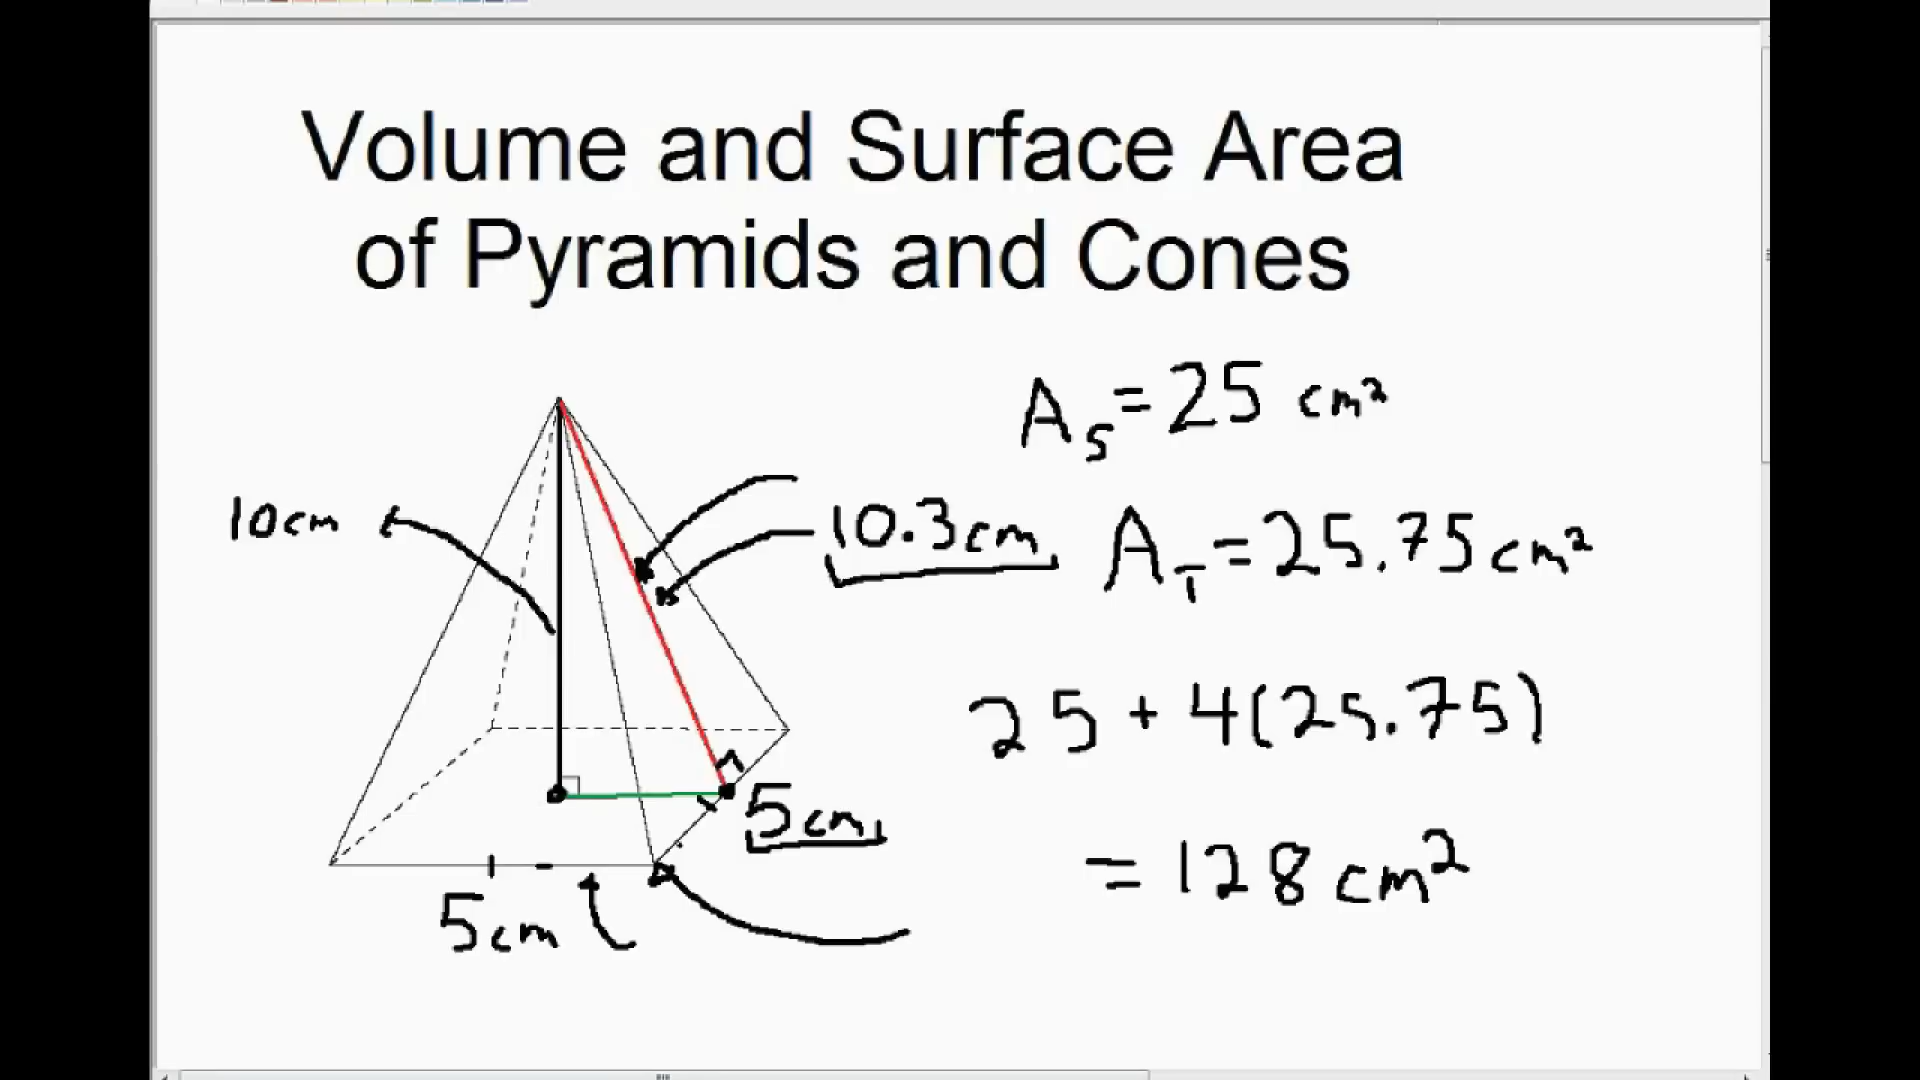 Volume and Surface Area
of Pyramids and Cones
A₅ = 25 cm²
10cm
10.3cm
A_T = 25.75 cm²
25 + 4(25.75)
5cm
= 128 cm²
5cm